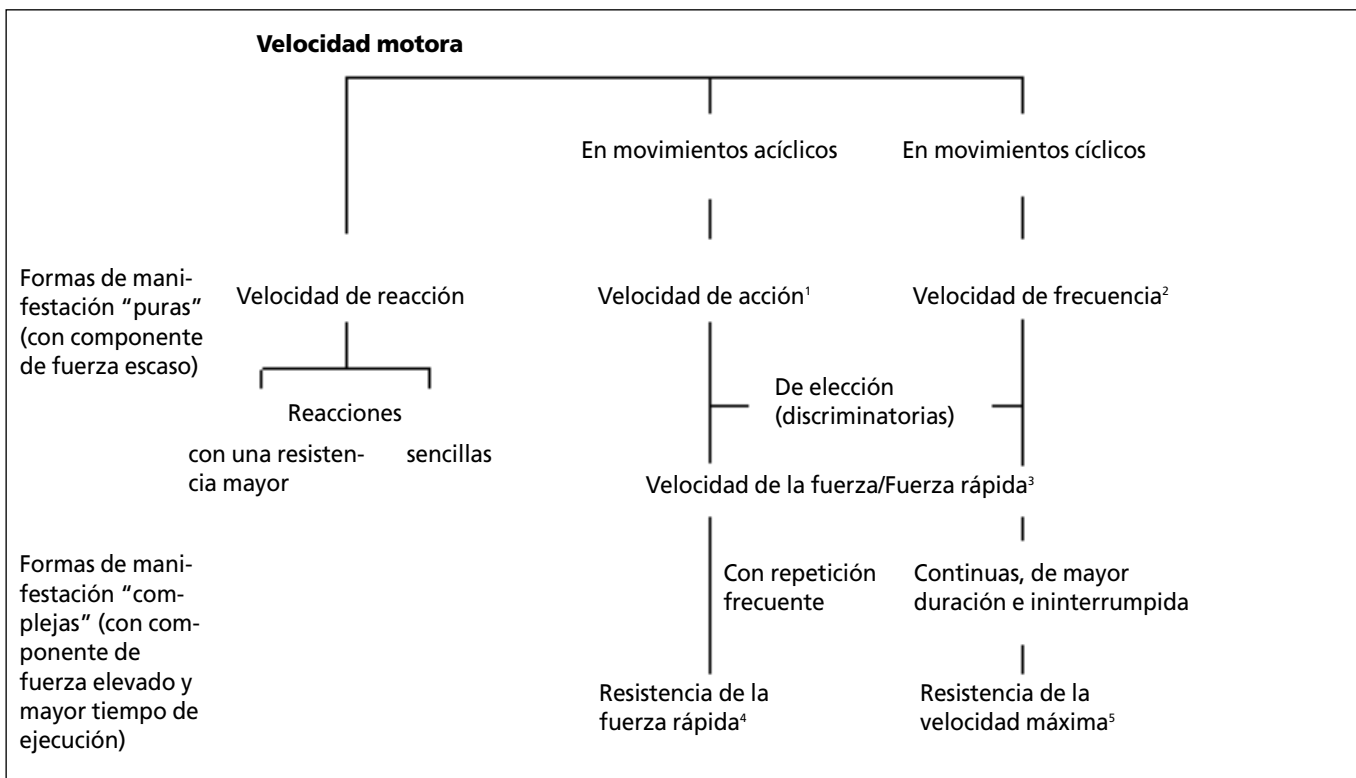 Velocidad motora
En movimientos acíclicos
En movimientos cíclicos
Formas de mani-
festación “puras”
(con componente
de fuerza escaso)
Velocidad de reacción
Velocidad de acción¹
Velocidad de frecuencia²
De elección
(discriminatorias)
Reacciones
con una resisten-
cia mayor
sencillas
Velocidad de la fuerza/Fuerza rápida³
Formas de mani-
festación “com-
plejas” (con com-
ponente de
fuerza elevado y
mayor tiempo de
ejecución)
Con repetición
frecuente
Continuas, de mayor
duración e ininterrumpida
Resistencia de la
fuerza rápida⁴
Resistencia de la
velocidad máxima⁵